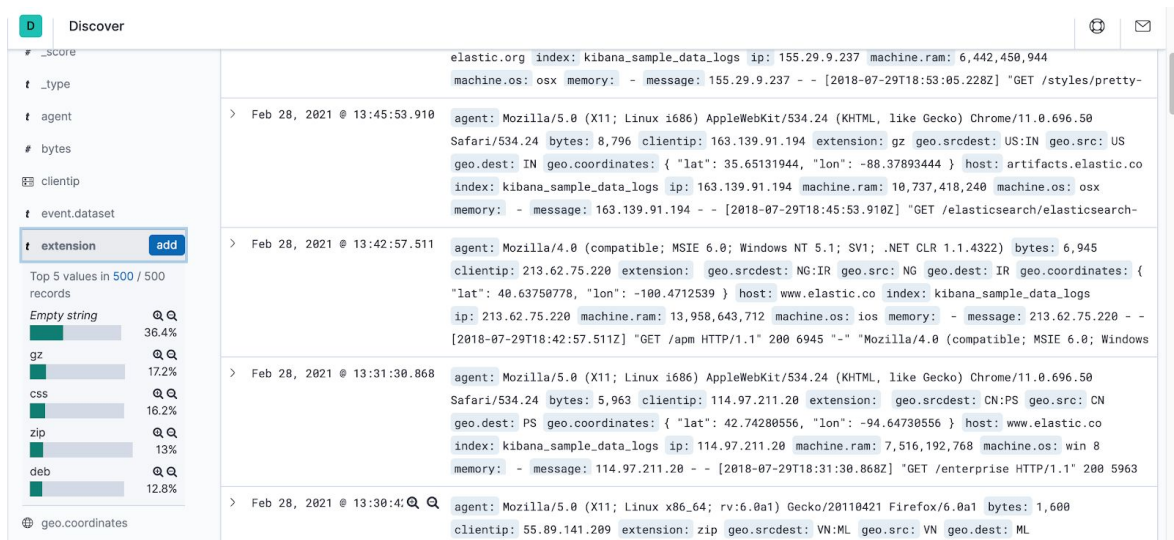 D Discover
# _score
t _type
t agent
# bytes
clientip
t event.dataset
t extension add
Top 5 values in 500 / 500
records
Empty string
36.4%
gz
17.2%
css
16.2%
zip
13%
deb
12.8%
geo.coordinates
elastic.org index: kibana_sample_data_logs ip: 155.29.9.237 machine.ram: 6,442,450,944
machine.os: osx memory: - message: 155.29.9.237 - - [2018-07-29T18:53:05.228Z] "GET /styles/pretty-
> Feb 28, 2021 @ 13:45:53.910 agent: Mozilla/5.0 (X11; Linux i686) AppleWebKit/534.24 (KHTML, like Gecko) Chrome/11.0.696.50
Safari/534.24 bytes: 8,796 clientip: 163.139.91.194 extension: gz geo.srcdest: US:IN geo.src: US
geo.dest: IN geo.coordinates: { "lat": 35.65131944, "lon": -88.37893444 } host: artifacts.elastic.co
index: kibana_sample_data_logs ip: 163.139.91.194 machine.ram: 10,737,418,240 machine.os: osx
memory: - message: 163.139.91.194 - - [2018-07-29T18:45:53.910Z] "GET /elasticsearch/elasticsearch-
> Feb 28, 2021 @ 13:42:57.511 agent: Mozilla/4.0 (compatible; MSIE 6.0; Windows NT 5.1; SV1; .NET CLR 1.1.4322) bytes: 6,945
clientip: 213.62.75.220 extension: geo.srcdest: NG:IR geo.src: NG geo.dest: IR geo.coordinates: {
"lat": 40.63750778, "lon": -100.4712539 } host: www.elastic.co index: kibana_sample_data_logs
ip: 213.62.75.220 machine.ram: 13,958,643,712 machine.os: ios memory: - message: 213.62.75.220 - -
[2018-07-29T18:42:57.511Z] "GET /apm HTTP/1.1" 200 6945 "-" "Mozilla/4.0 (compatible; MSIE 6.0; Windows
> Feb 28, 2021 @ 13:31:30.868 agent: Mozilla/5.0 (X11; Linux i686) AppleWebKit/534.24 (KHTML, like Gecko) Chrome/11.0.696.50
Safari/534.24 bytes: 5,963 clientip: 114.97.211.20 extension: geo.srcdest: CN:PS geo.src: CN
geo.dest: PS geo.coordinates: { "lat": 42.74280556, "lon": -94.64730556 } host: www.elastic.co
index: kibana_sample_data_logs ip: 114.97.211.20 machine.ram: 7,516,192,768 machine.os: win 8
memory: - message: 114.97.211.20 - - [2018-07-29T18:31:30.868Z] "GET /enterprise HTTP/1.1" 200 5963
> Feb 28, 2021 @ 13:30:4 agent: Mozilla/5.0 (X11; Linux x86_64; rv:6.0a1) Gecko/20110421 Firefox/6.0a1 bytes: 1,600
clientip: 55.89.141.209 extension: zip geo.srcdest: VN:ML geo.src: VN geo.dest: ML